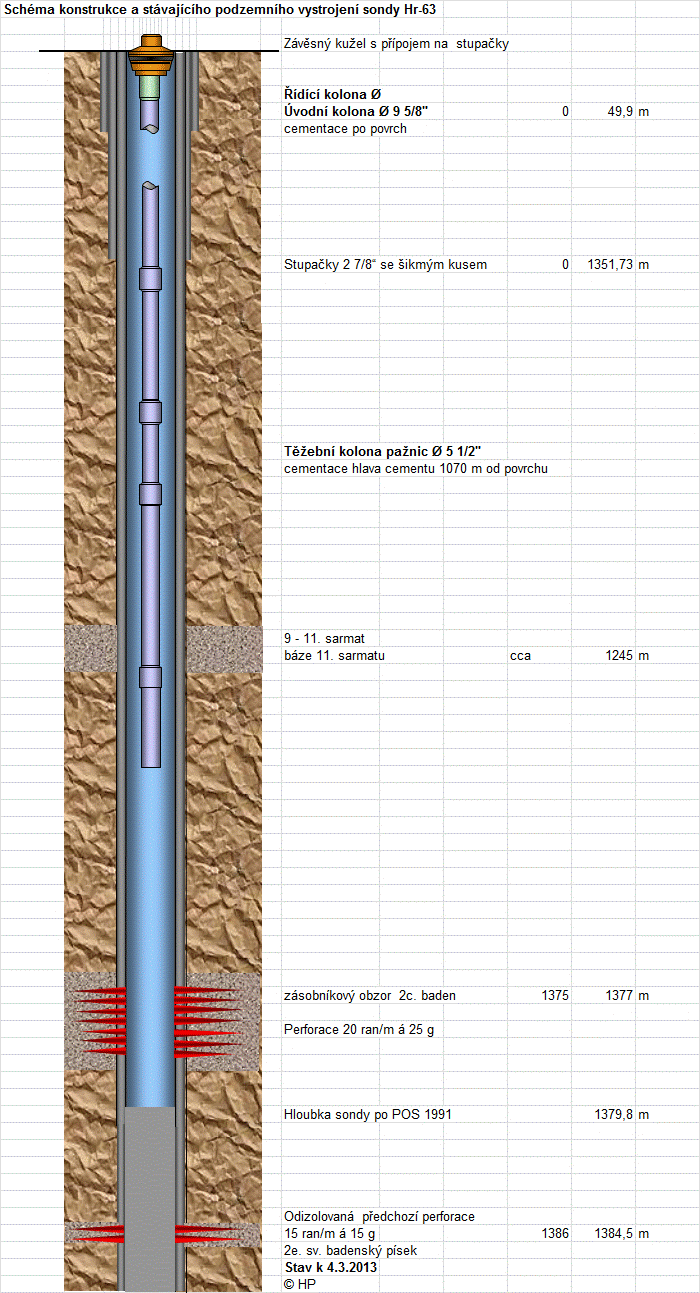 Schéma konstrukce a stávajícího podzemního vystrojení sondy Hr-63
Závěsný kužel s přípojem na stupačky
Řídící kolona Ø
Úvodní kolona Ø 9 5/8" 0 49,9 m
cementace po povrch
Stupačky 2 7/8“ se šikmým kusem 0 1351,73 m
Těžební kolona pažnic Ø 5 1/2"
cementace hlava cementu 1070 m od povrchu
9 - 11. sarmat
báze 11. sarmatu cca 1245 m
zásobníkový obzor 2c. baden 1375 1377 m
Perforace 20 ran/m á 25 g
Hloubka sondy po POS 1991 1379,8 m
Odizolovaná předchozí perforace
15 ran/m á 15 g 1386 1384,5 m
2e. sv. badenský písek
Stav k 4.3.2013
© HP